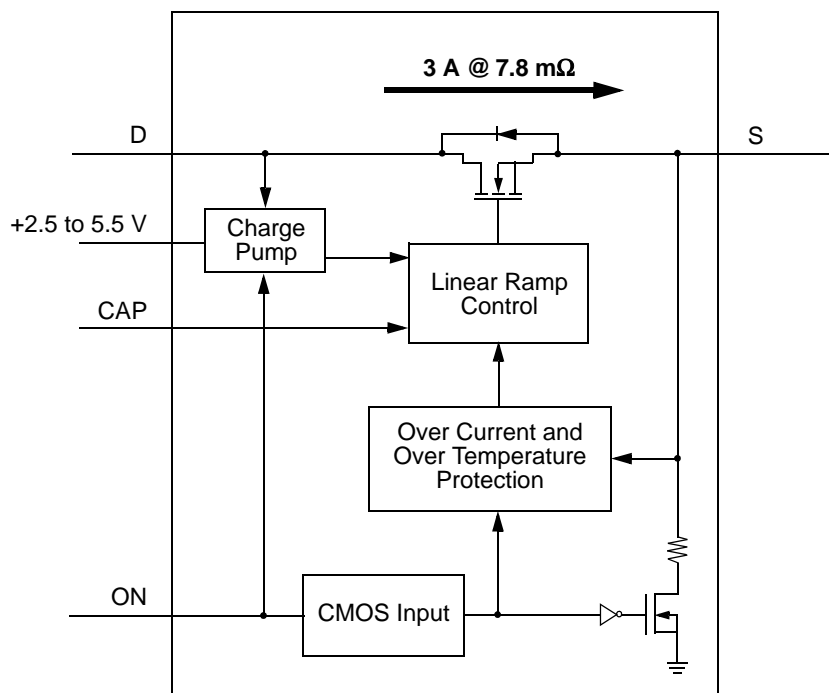 3 A @ 7.8 mΩ
D
S
+2.5 to 5.5 V
Charge
Pump
CAP
Linear Ramp
Control
Over Current and
Over Temperature
Protection
ON
CMOS Input